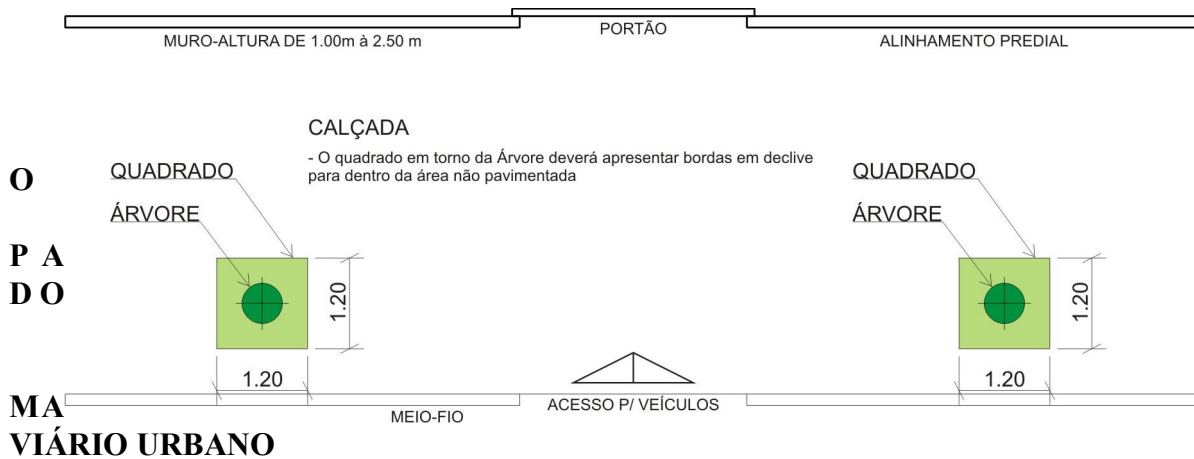 PORTÃO
MURO-ALTURA DE 1.00m à 2.50 m
ALINHAMENTO PREDIAL
CALÇADA
- O quadrado em torno da Árvore deverá apresentar bordas em declive
para dentro da área não pavimentada
O
QUADRADO
QUADRADO
ÁRVORE
ÁRVORE
P A
D O
1.20
1.20
1.20
1.20
MA
ACESSO P/ VEÍCULOS
MEIO-FIO
VIÁRIO URBANO